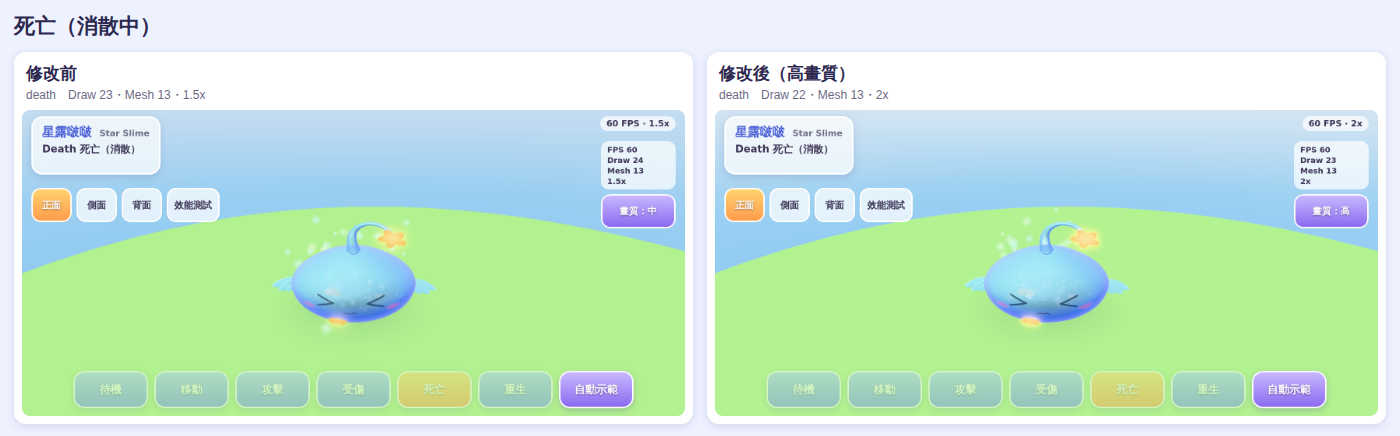 死亡（消散中）
修改前
death Draw 23・Mesh 13・1.5x
星露啵啵 Star Slime
Death 死亡（消散）
60 FPS · 1.5x
FPS 60
Draw 24
Mesh 13
1.5x
正面 側面 背面 效能測試
畫質：中
待機 移動 攻擊 受傷 死亡 重生 自動示範
修改後（高畫質）
death Draw 22・Mesh 13・2x
星露啵啵 Star Slime
Death 死亡（消散）
60 FPS · 2x
FPS 60
Draw 23
Mesh 13
2x
正面 側面 背面 效能測試
畫質：高
待機 移動 攻擊 受傷 死亡 重生 自動示範